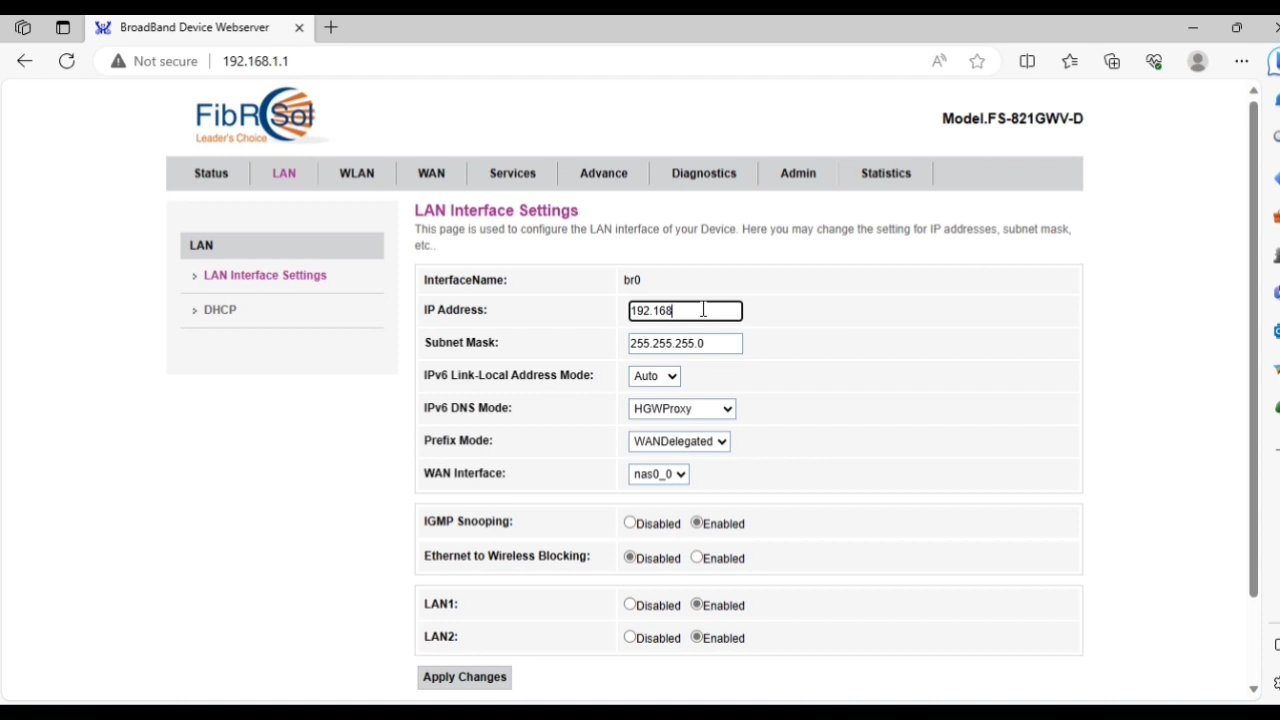 BroadBand Device Webserver
Not secure 192.168.1.1
FibRSol
Leader's Choice
Model.FS-821GWV-D
Status LAN WLAN WAN Services Advance Diagnostics Admin Statistics
LAN
> LAN Interface Settings
> DHCP
LAN Interface Settings
This page is used to configure the LAN interface of your Device. Here you may change the setting for IP addresses, subnet mask,
etc..
InterfaceName: br0
IP Address: 192.168
Subnet Mask: 255.255.255.0
IPv6 Link-Local Address Mode: Auto
IPv6 DNS Mode: HGWProxy
Prefix Mode: WANDelegated
WAN Interface: nas0_0
IGMP Snooping: Disabled Enabled
Ethernet to Wireless Blocking: Disabled Enabled
LAN1: Disabled Enabled
LAN2: Disabled Enabled
Apply Changes